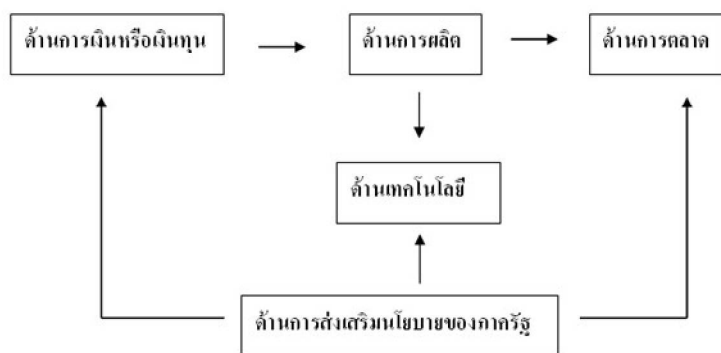 ด้านการเงินหรือเงินทุน
ด้านการผลิต
ด้านการตลาด
ด้านเทคโนโลยี
ด้านการส่งเสริมนโยบายของภาครัฐ